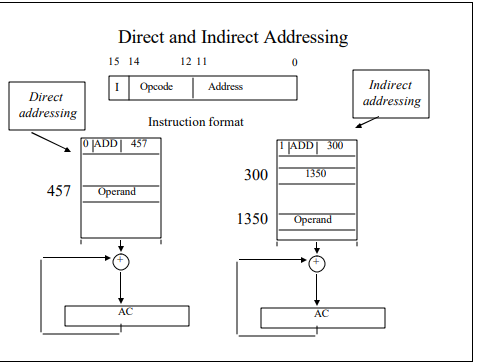 Direct and Indirect Addressing
15 14 12 11 0
I Opcode Address
Instruction format
Direct
addressing
0 ADD 457
457 Operand
+
AC
Indirect
addressing
1 ADD 300
300 1350
1350 Operand
+
AC